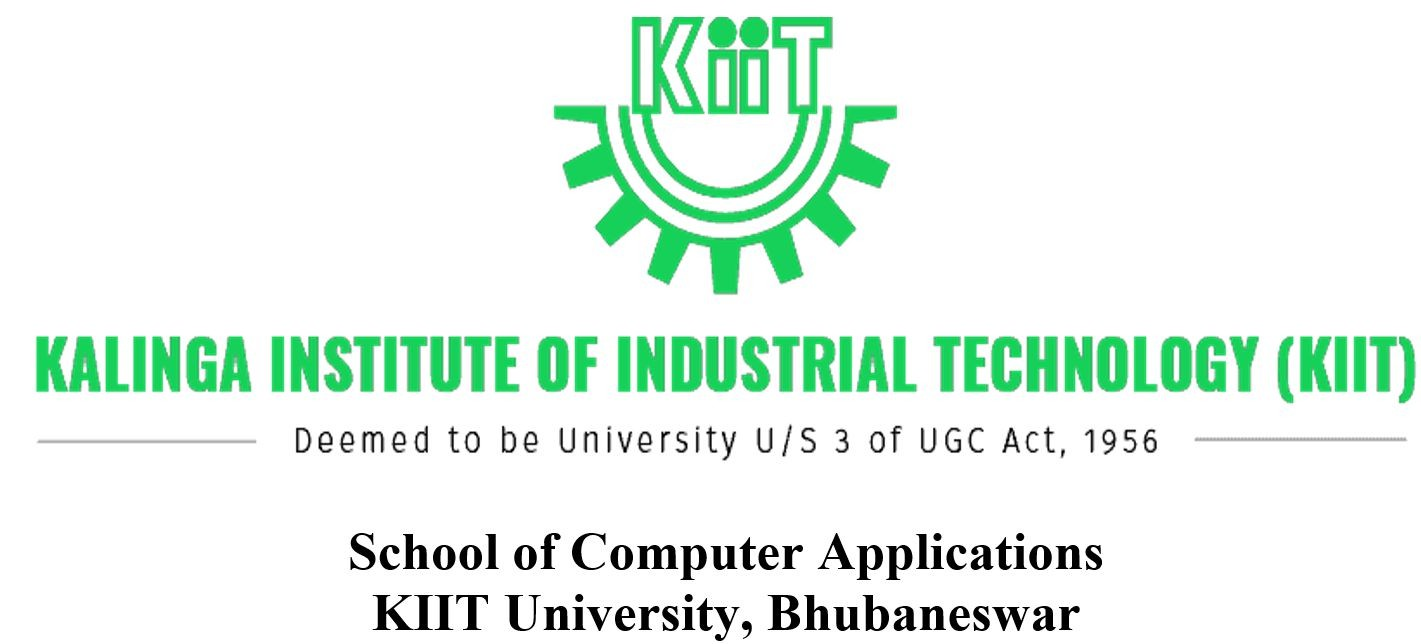 KiiT
KALINGA INSTITUTE OF INDUSTRIAL TECHNOLOGY (KIIT)
Deemed to be University U/S 3 of UGC Act, 1956
School of Computer Applications
KIIT University, Bhubaneswar